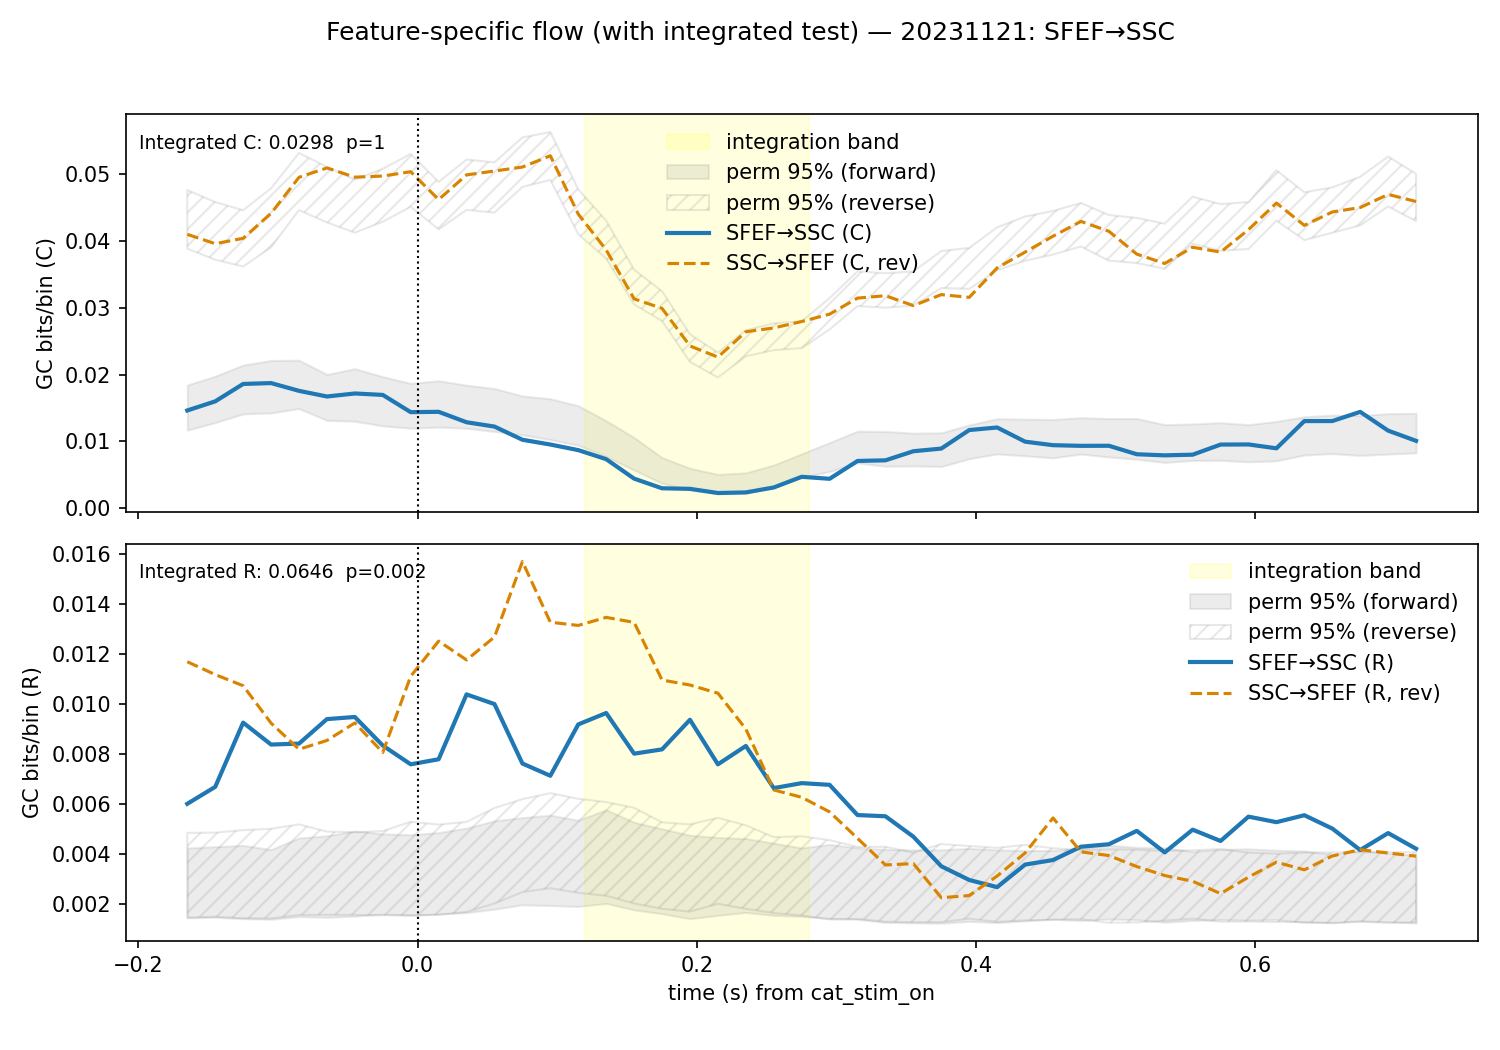 Feature-specific flow (with integrated test) — 20231121: SFEF→SSC
Integrated C: 0.0298  p=1
integration band
perm 95% (forward)
perm 95% (reverse)
SFEF→SSC (C)
SSC→SFEF (C, rev)
GC bits/bin (C)
0.05
0.04
0.03
0.02
0.01
0.00
Integrated R: 0.0646  p=0.002
integration band
perm 95% (forward)
perm 95% (reverse)
SFEF→SSC (R)
SSC→SFEF (R, rev)
GC bits/bin (R)
0.016
0.014
0.012
0.010
0.008
0.006
0.004
0.002
−0.2 0.0 0.2 0.4 0.6
time (s) from cat_stim_on